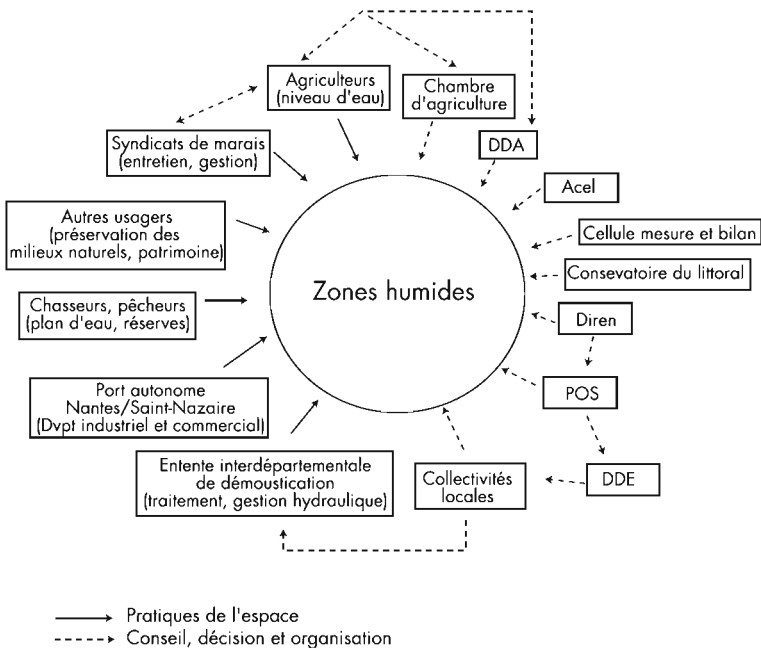 Agriculteurs
(niveau d'eau)
Chambre
d'agriculture
Syndicats de marais
(entretien, gestion)
DDA
Acel
Autres usagers
(préservation des
milieux naturels, patrimoine)
Cellule mesure et bilan
Consevatoire du littoral
Zones humides
Chasseurs, pêcheurs
(plan d'eau, réserves)
Diren
Port autonome
Nantes/Saint-Nazaire
(Dvpt industriel et commercial)
POS
Entente interdépartementale
de démoustication
(traitement, gestion hydraulique)
Collectivités
locales
DDE
Pratiques de l'espace
Conseil, décision et organisation